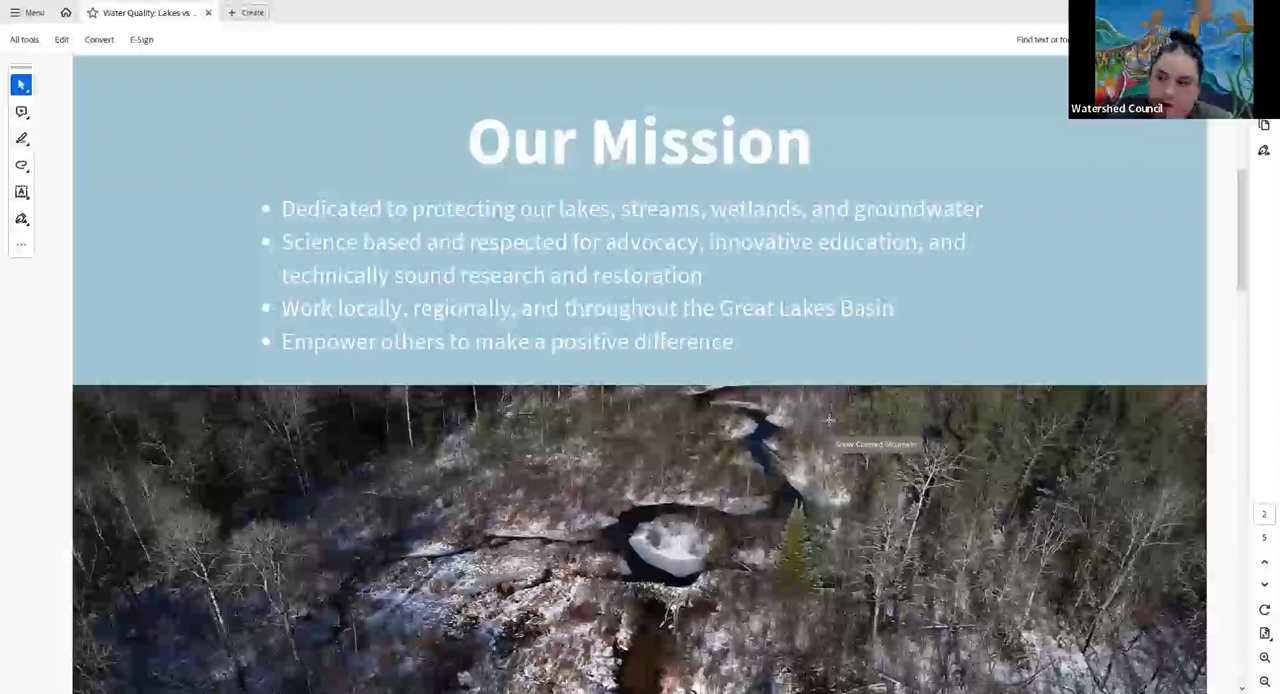 Menu
Water Quality: Lakes vs...
Create
All tools
Edit
Convert
E-Sign
Find text or
Watershed Council
Our Mission
• Dedicated to protecting our lakes, streams, wetlands, and groundwater
• Science based and respected for advocacy, innovative education, and
technically sound research and restoration
• Work locally, regionally, and throughout the Great Lakes Basin
• Empower others to make a positive difference
Snow Covered Mountain
2
5